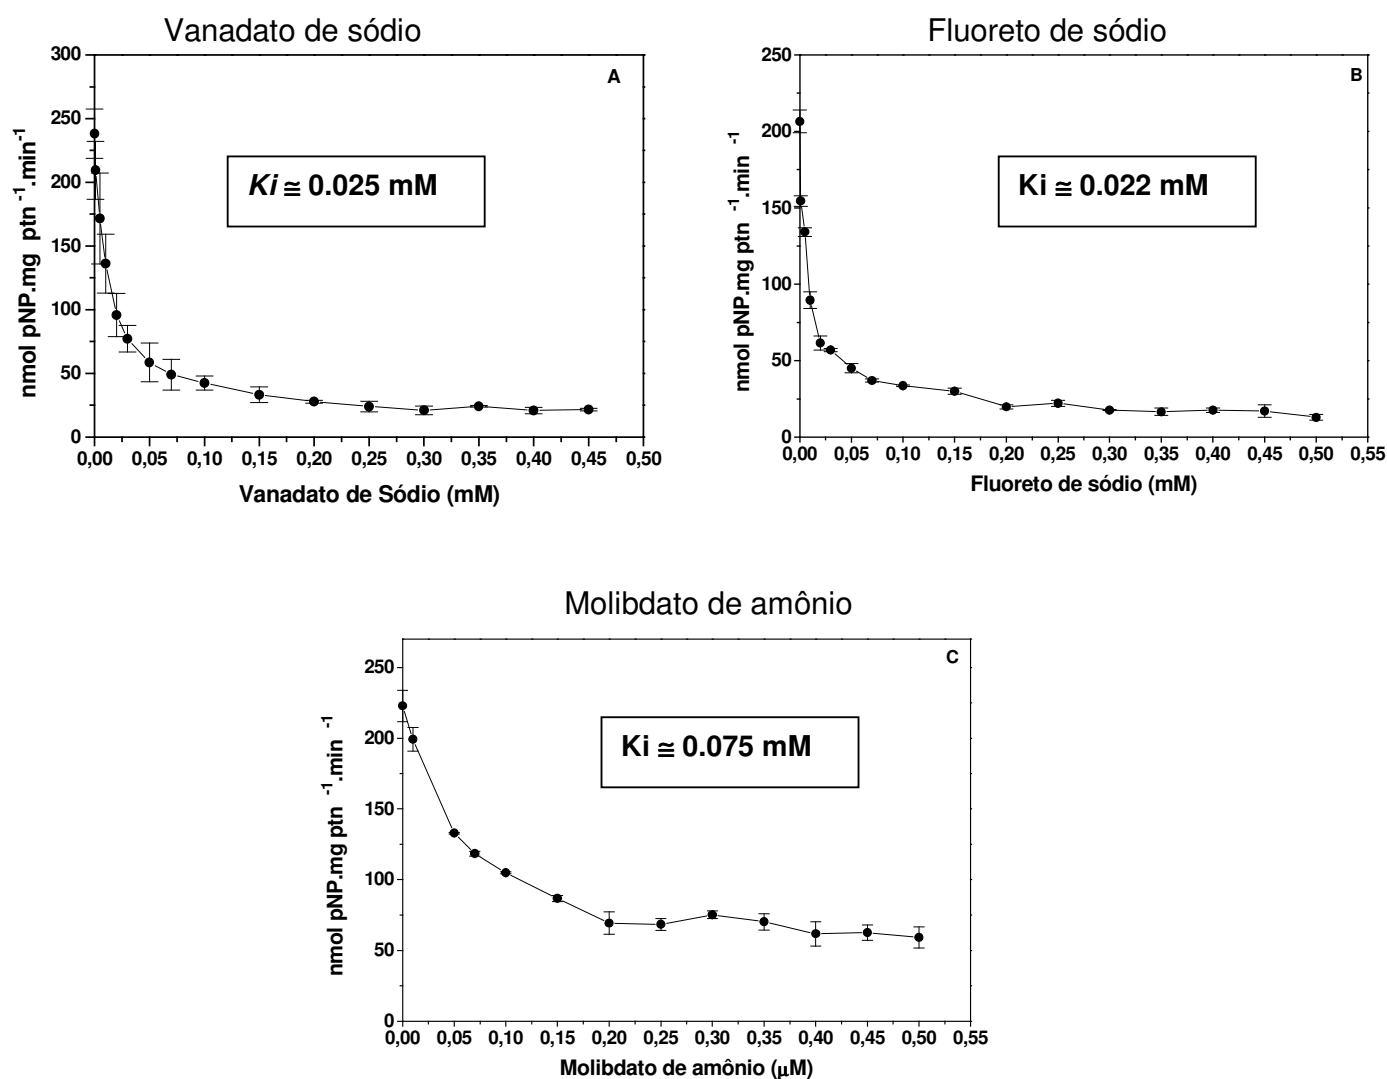 Vanadato de sódio
A
Ki ≅ 0.025 mM
nmol pNP.mg ptn ⁻¹.min⁻¹
300
250
200
150
100
50
0
0,00 0,05 0,10 0,15 0,20 0,25 0,30 0,35 0,40 0,45 0,50
Vanadato de Sódio (mM)
Fluoreto de sódio
B
Ki ≅ 0.022 mM
nmol pNP.mg ptn ⁻¹.min ⁻¹
250
200
150
100
50
0
0,00 0,05 0,10 0,15 0,20 0,25 0,30 0,35 0,40 0,45 0,50 0,55
Fluoreto de sódio (mM)
Molibdato de amônio
C
Ki ≅ 0.075 mM
nmol pNP.mg ptn ⁻¹.min ⁻¹
250
200
150
100
50
0
0,00 0,05 0,10 0,15 0,20 0,25 0,30 0,35 0,40 0,45 0,50 0,55
Molibdato de amônio (μM)